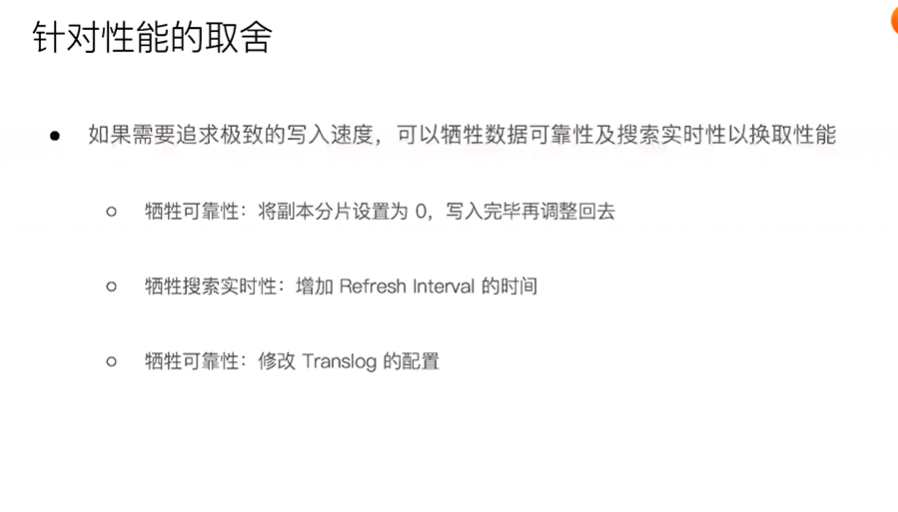 针对性能的取舍
● 如果需要追求极致的写入速度，可以牺牲数据可靠性及搜索实时性以换取性能
○ 牺牲可靠性：将副本分片设置为 0，写入完毕再调整回去
○ 牺牲搜索实时性：增加 Refresh Interval 的时间
○ 牺牲可靠性：修改 Translog 的配置